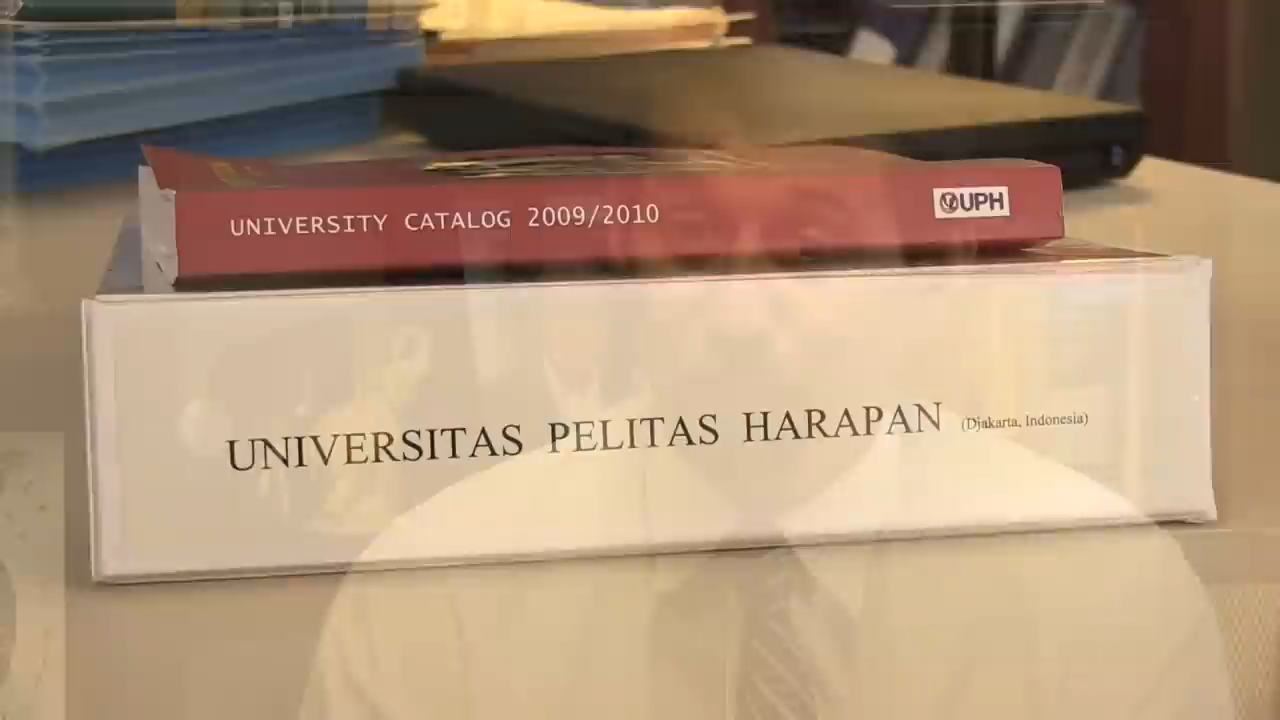 UNIVERSITY CATALOG 2009/2010
UPH
UNIVERSITAS PELITAS HARAPAN (Djakarta, Indonesia)